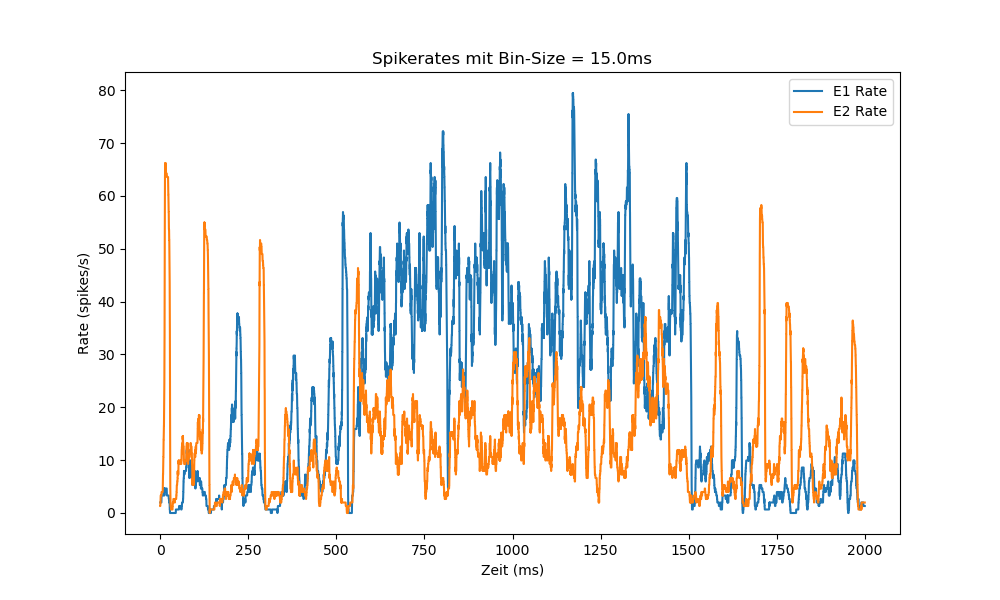 Spikerates mit Bin-Size = 15.0ms
E1 Rate
E2 Rate
80
70
60
50
40
30
20
10
0
Rate (spikes/s)
0 250 500 750 1000 1250 1500 1750 2000
Zeit (ms)